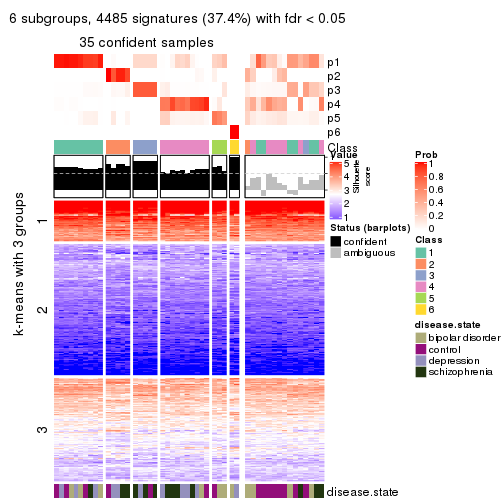 6 subgroups, 4485 signatures (37.4%) with fdr < 0.05
35 confident samples
p1
p2
p3
p4
p5
p6
Class
k-means with 3 groups
1
2
3
Silhouette
score
disease.state
Value
5
4
3
2
1
Status (barplots)
confident
ambiguous
Prob
1
0.8
0.6
0.4
0.2
0
Class
1
2
3
4
5
6
disease.state
bipolar disorder
control
depression
schizophrenia